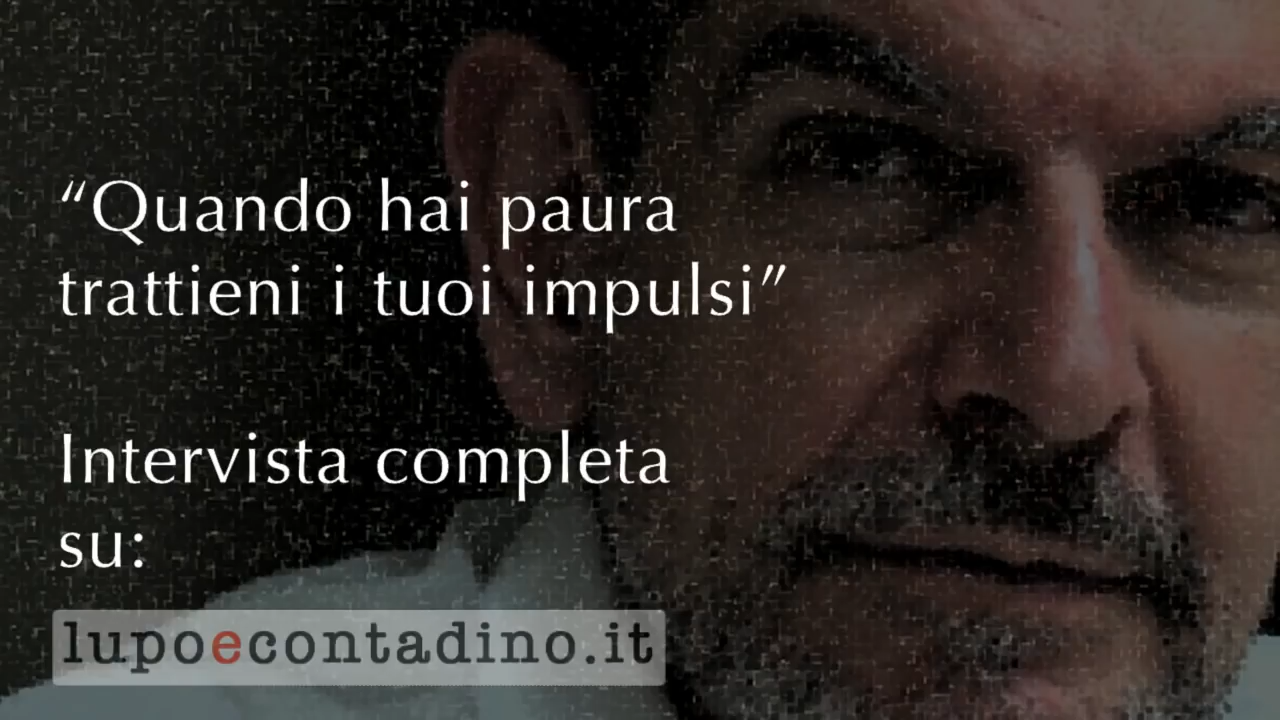 “Quando hai paura
trattieni i tuoi impulsi”
Intervista completa
su:
lupoecontadino.it